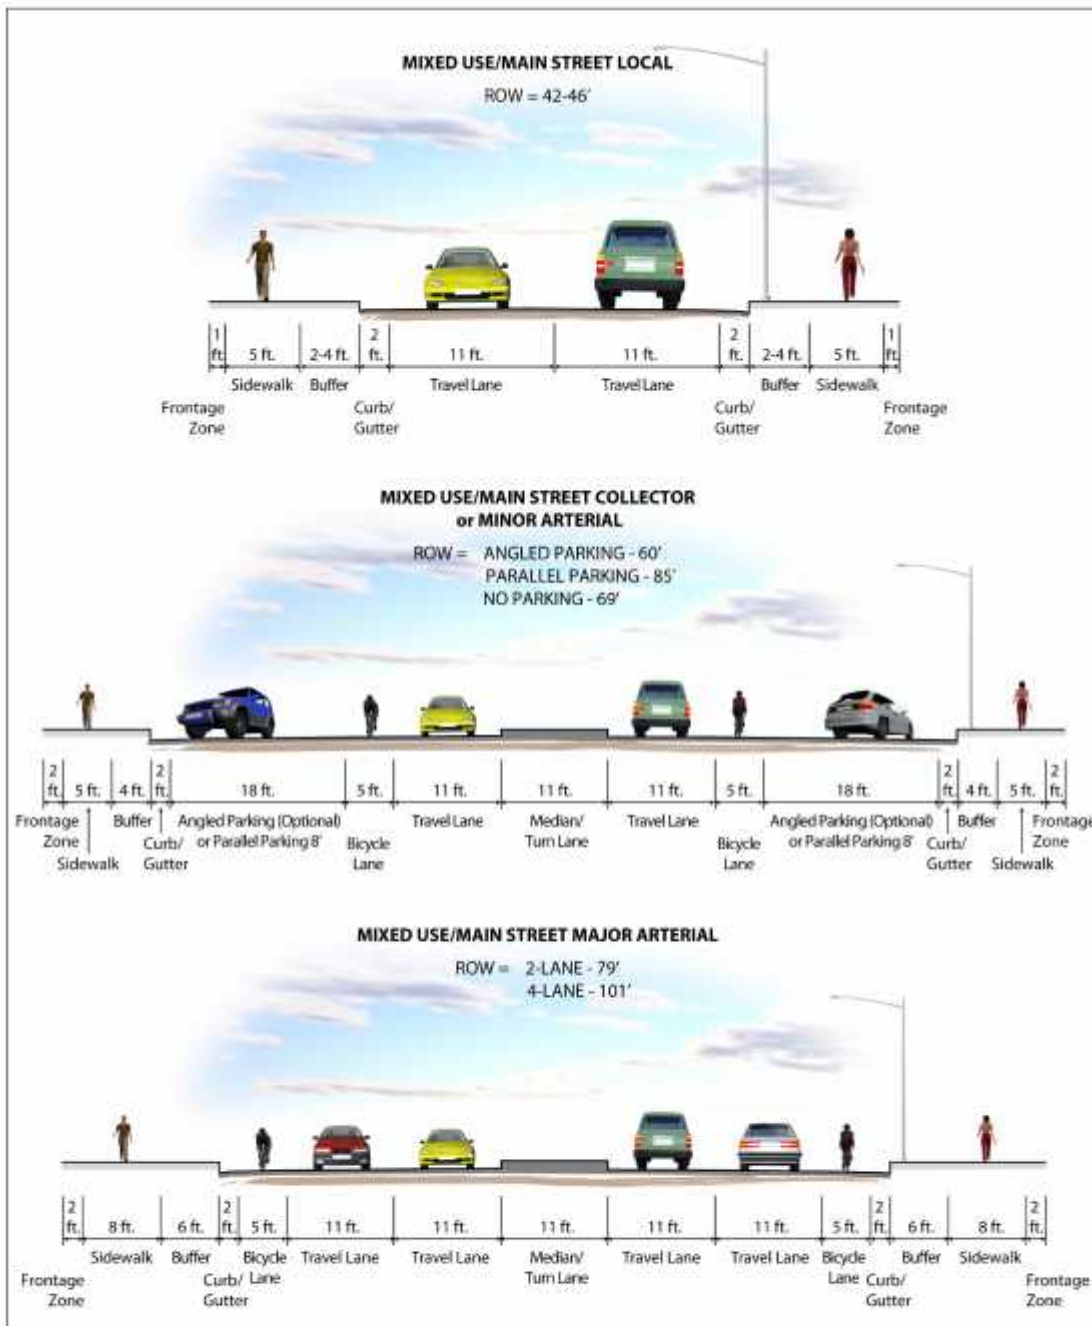 MIXED USE/MAIN STREET LOCAL
ROW = 42-46'
1 ft. 5 ft. 2-4 ft. 2 ft. 11 ft. 11 ft. 2 ft. 2-4 ft. 5 ft. 1 ft.
Sidewalk Buffer Travel Lane Travel Lane Buffer Sidewalk
Frontage Zone Curb/ Gutter Curb/ Gutter Frontage Zone
MIXED USE/MAIN STREET COLLECTOR
or MINOR ARTERIAL
ROW = ANGLED PARKING - 60'
PARALLEL PARKING - 85'
NO PARKING - 69'
2 ft. 5 ft. 4 ft. 2 ft. 18 ft. 5 ft. 11 ft. 11 ft. 11 ft. 5 ft. 18 ft. 2 ft. 4 ft. 5 ft. 2 ft.
Frontage Zone Buffer Angled Parking (Optional) or Parallel Parking 8' Travel Lane Median/ Turn Lane Travel Lane Angled Parking (Optional) or Parallel Parking 8' Buffer Frontage Zone
Sidewalk Curb/ Gutter Bicycle Lane Bicycle Lane Curb/ Gutter Sidewalk
MIXED USE/MAIN STREET MAJOR ARTERIAL
ROW = 2-LANE - 79'
4-LANE - 101'
2 ft. 8 ft. 6 ft. 2 ft. 5 ft. 11 ft. 11 ft. 11 ft. 11 ft. 11 ft. 5 ft. 2 ft. 6 ft. 8 ft. 2 ft.
Sidewalk Buffer Bicycle Lane Travel Lane Travel Lane Median/ Turn Lane Travel Lane Travel Lane Bicycle Lane Buffer Sidewalk
Frontage Zone Curb/ Gutter Curb/ Gutter Frontage Zone